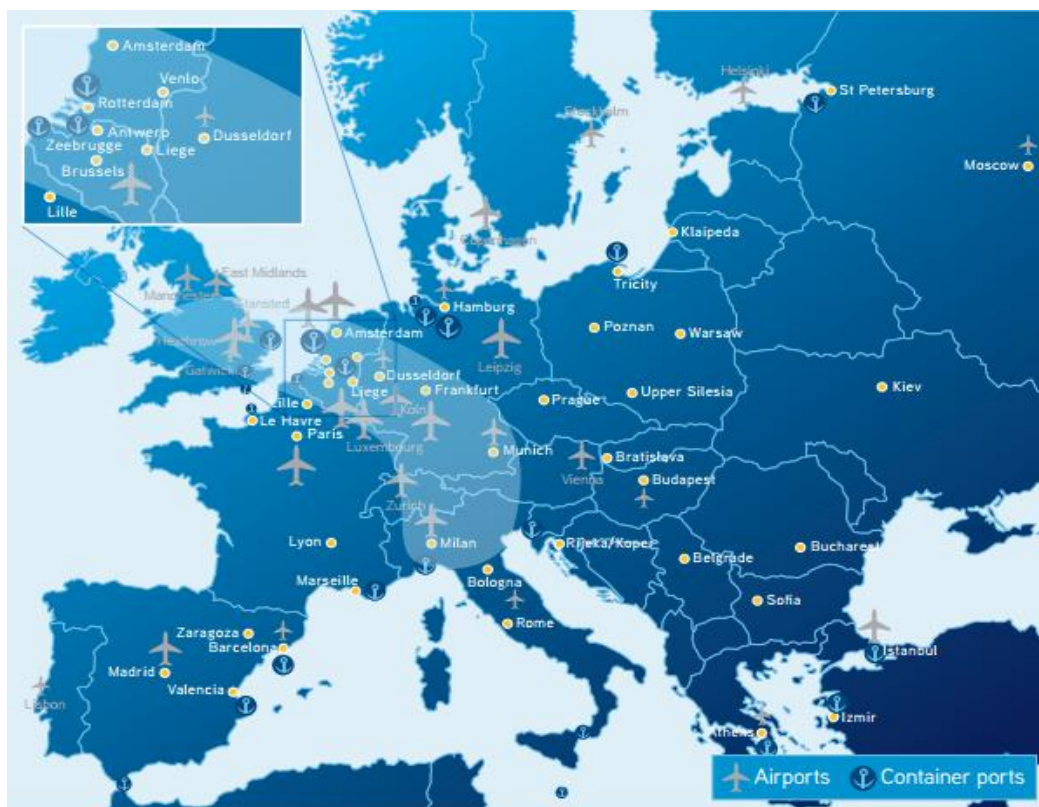 Amsterdam
Venlo
Rotterdam
Dusseldorf
Antwerp
Zeebrugge
Liege
Brussels
Lille
Helsinki
St Petersburg
Stockholm
Moscow
Copenhagen
Klaipeda
Tricity
East Midlands
Manchester
Stansted
Hamburg
Heathrow
Amsterdam
Poznan
Warsaw
Leipzig
Gatwick
Dusseldorf
Liege
Frankfurt
Kiev
Upper Silesia
Prague
Lille
Koln
Le Havre
Paris
Luxembourg
Munich
Bratislava
Vienna
Budapest
Zurich
Lyon
Milan
Rijeka/Koper
Bucharest
Belgrade
Bologna
Marseille
Sofia
Rome
Zaragoza
Barcelona
Istanbul
Madrid
Valencia
Lisbon
Izmir
Athens
Airports
Container ports